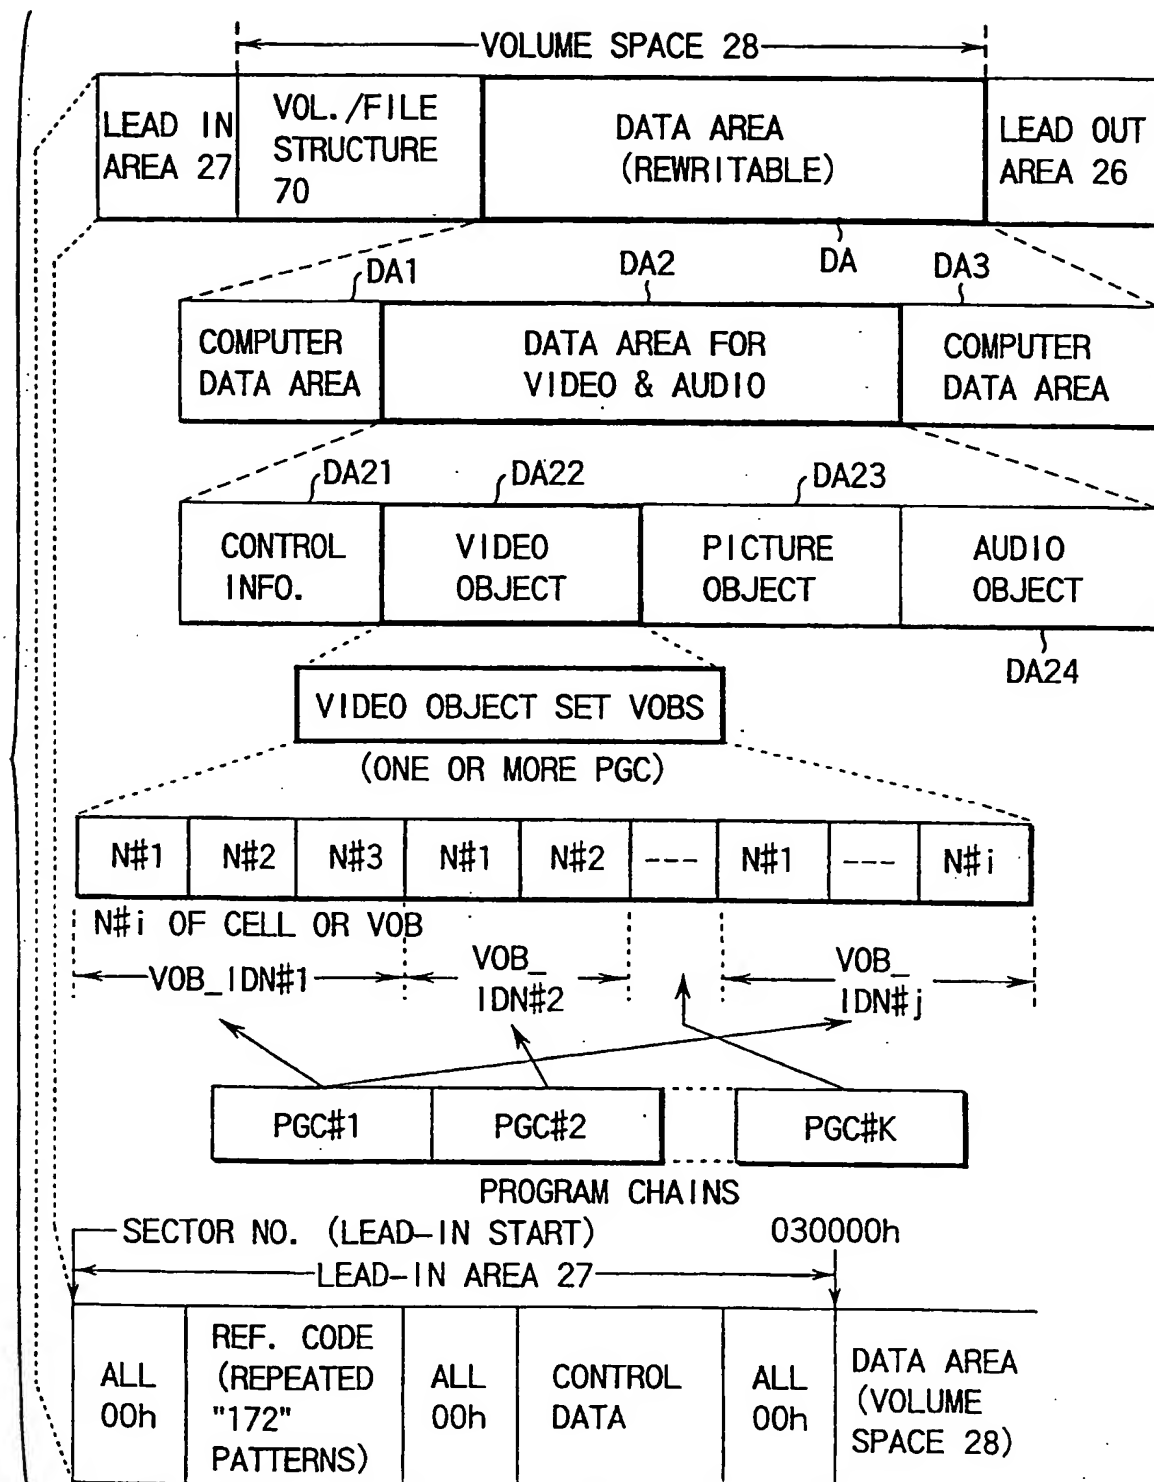 VOLUME SPACE 28
LEAD IN
AREA 27
VOL./FILE
STRUCTURE
70
DATA AREA
(REWRITABLE)
LEAD OUT
AREA 26
DA
DA1
DA2
DA3
COMPUTER
DATA AREA
DATA AREA FOR
VIDEO & AUDIO
COMPUTER
DATA AREA
DA21
DA22
DA23
CONTROL
INFO.
VIDEO
OBJECT
PICTURE
OBJECT
AUDIO
OBJECT
DA24
VIDEO OBJECT SET VOBS
(ONE OR MORE PGC)
N#1 N#2 N#3 N#1 N#2 --- N#1 --- N#i
N#i OF CELL OR VOB
VOB_IDN#1
VOB_
IDN#2
VOB_
IDN#j
PGC#1 PGC#2 PGC#K
PROGRAM CHAINS
SECTOR NO. (LEAD-IN START)
030000h
LEAD-IN AREA 27
ALL
00h
REF. CODE
(REPEATED
"172"
PATTERNS)
ALL
00h
CONTROL
DATA
ALL
00h
DATA AREA
(VOLUME
SPACE 28)